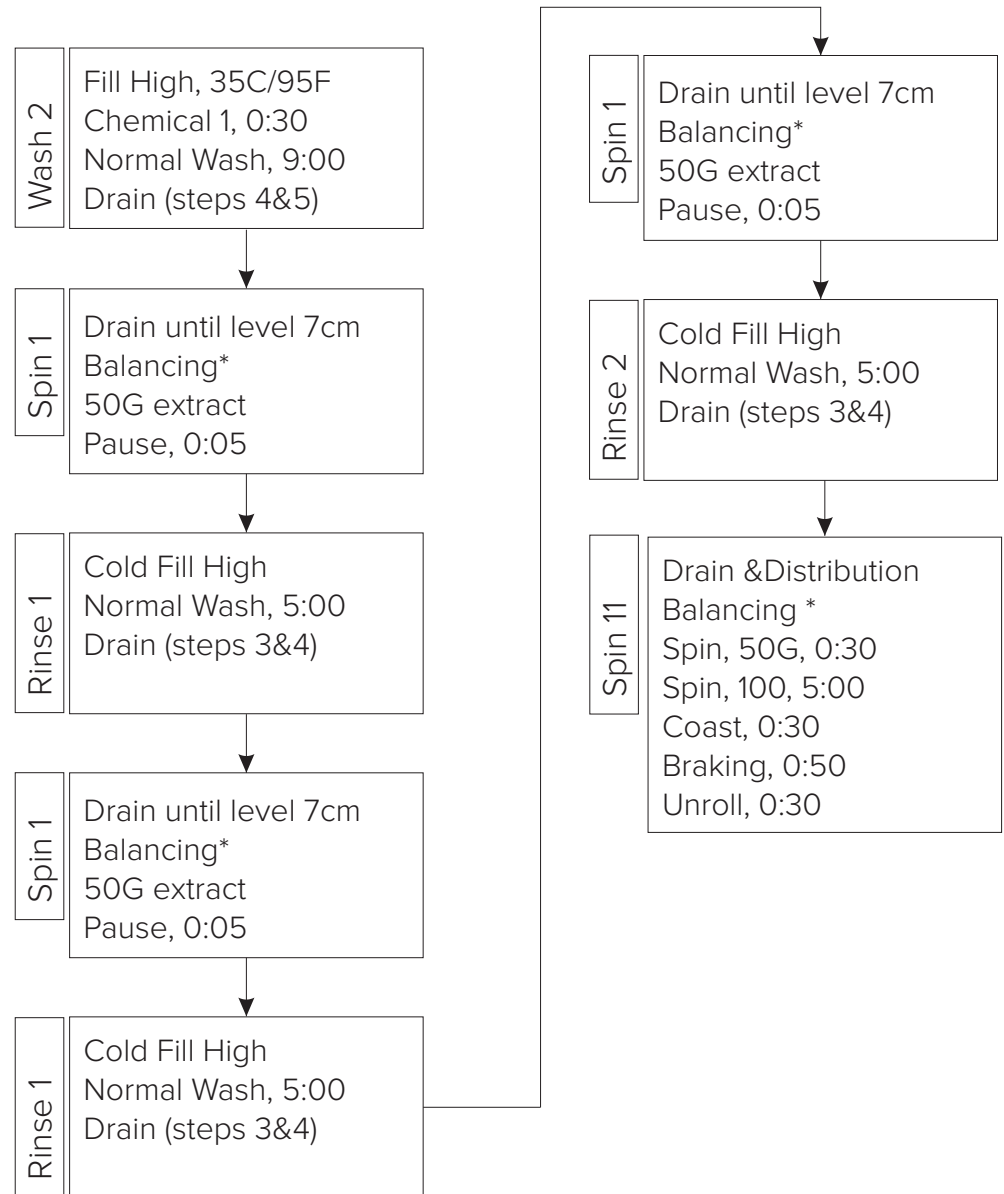 Wash 2
Fill High, 35C/95F
Chemical 1, 0:30
Normal Wash, 9:00
Drain (steps 4&5)
Spin 1
Drain until level 7cm
Balancing*
50G extract
Pause, 0:05
Rinse 1
Cold Fill High
Normal Wash, 5:00
Drain (steps 3&4)
Spin 1
Drain until level 7cm
Balancing*
50G extract
Pause, 0:05
Rinse 1
Cold Fill High
Normal Wash, 5:00
Drain (steps 3&4)
Spin 1
Drain until level 7cm
Balancing*
50G extract
Pause, 0:05
Rinse 2
Cold Fill High
Normal Wash, 5:00
Drain (steps 3&4)
Spin 11
Drain &Distribution
Balancing *
Spin, 50G, 0:30
Spin, 100, 5:00
Coast, 0:30
Braking, 0:50
Unroll, 0:30